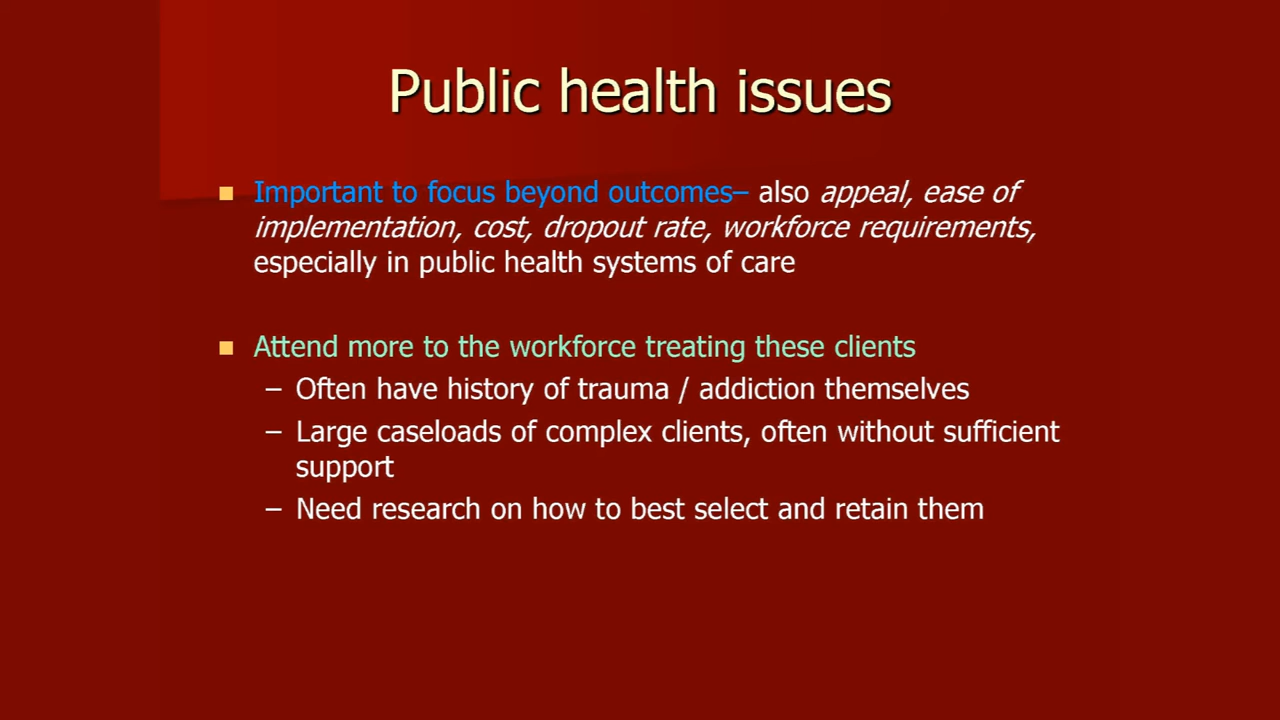 Public health issues
■ Important to focus beyond outcomes– also appeal, ease of
implementation, cost, dropout rate, workforce requirements,
especially in public health systems of care
■ Attend more to the workforce treating these clients
– Often have history of trauma / addiction themselves
– Large caseloads of complex clients, often without sufficient
support
– Need research on how to best select and retain them